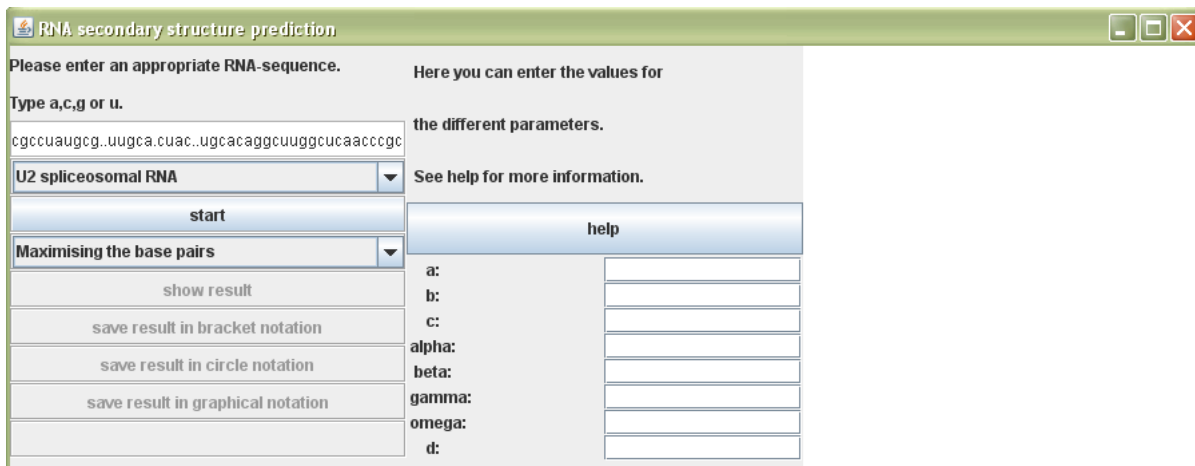 RNA secondary structure prediction
Please enter an appropriate RNA-sequence.
Type a,c,g or u.
cgccuaugcg..uugca.cuac..ugcacaggcuuggcucaacccgc
U2 spliceosomal RNA
start
Maximising the base pairs
show result
save result in bracket notation
save result in circle notation
save result in graphical notation
Here you can enter the values for
the different parameters.
See help for more information.
help
a:
b:
c:
alpha:
beta:
gamma:
omega:
d: